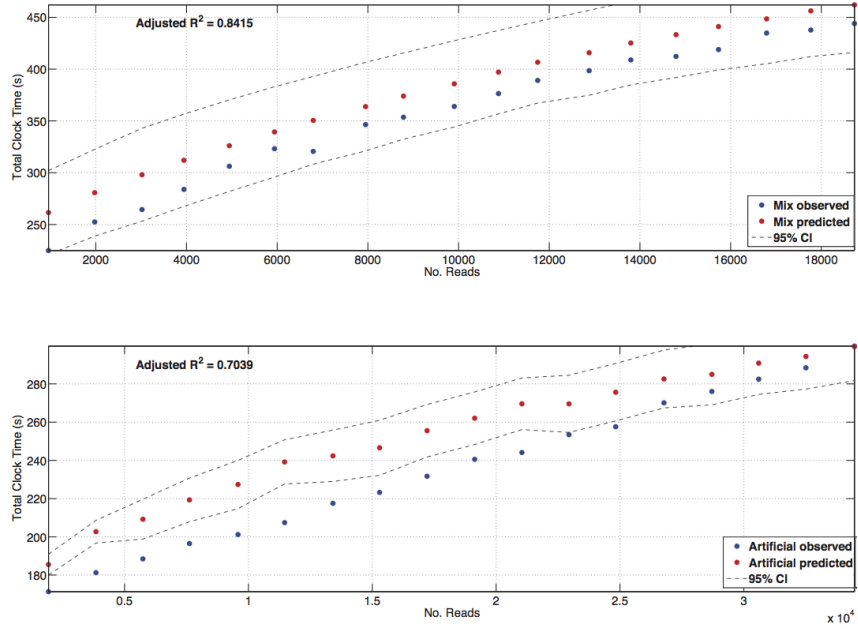 Adjusted R² = 0.8415
Total Clock Time (s)
450
400
350
300
250
2000 4000 6000 8000 10000 12000 14000 16000 18000
No. Reads
Mix observed
Mix predicted
95% CI
Adjusted R² = 0.7039
Total Clock Time (s)
280
260
240
220
200
180
0.5 1 1.5 2 2.5 3
No. Reads
x 10⁴
Artificial observed
Artificial predicted
95% CI